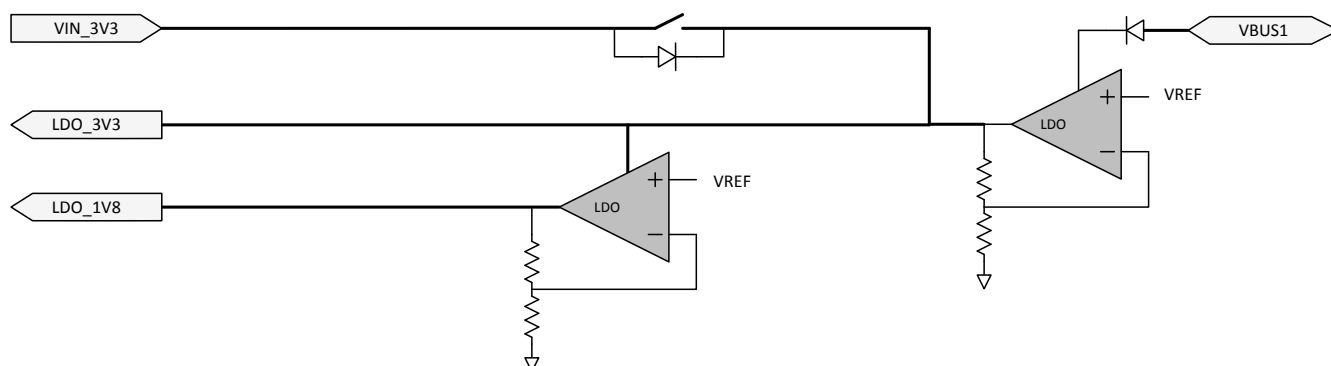 VIN_3V3
VBUS1
VREF
LDO
LDO_3V3
VREF
LDO
LDO_1V8